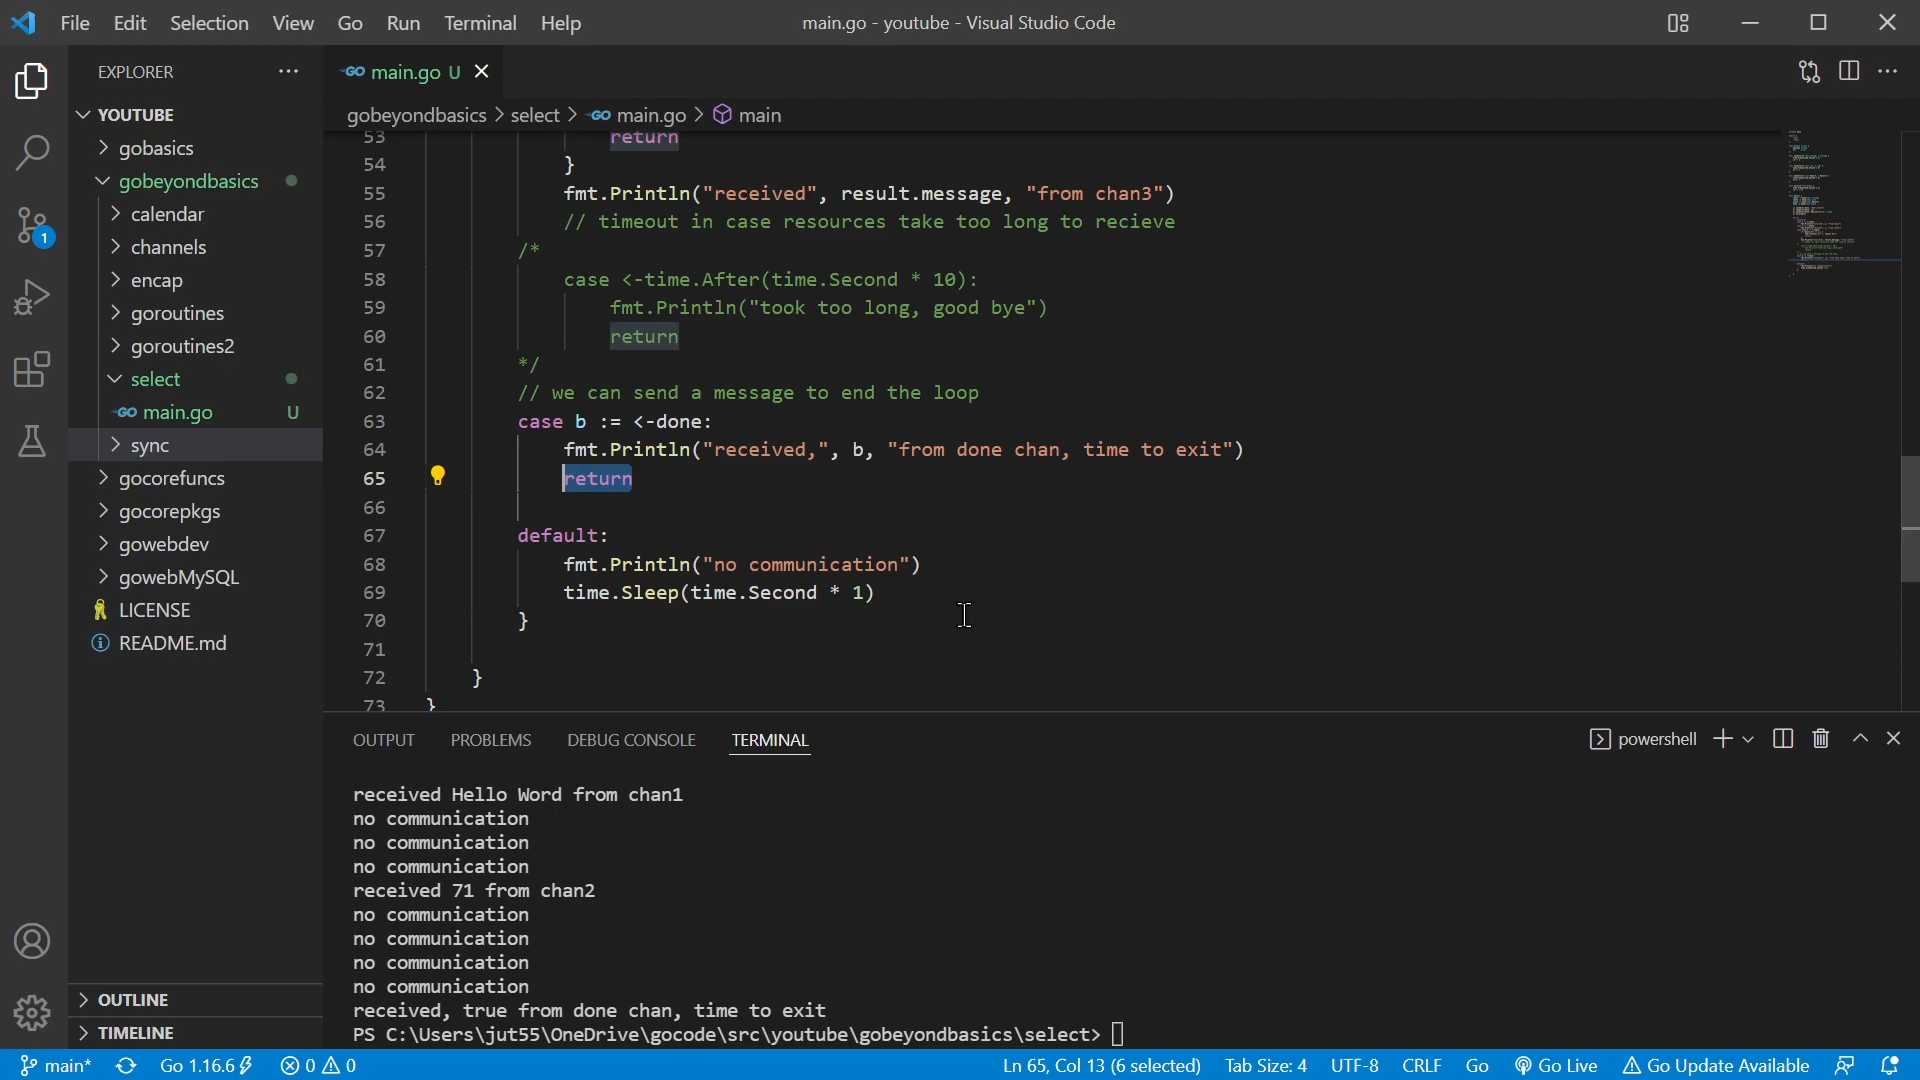 File Edit Selection View Go Run Terminal Help
main.go - youtube - Visual Studio Code
EXPLORER
YOUTUBE
gobasics
gobeyondbasics
calendar
channels
encap
goroutines
goroutines2
select
GO main.go U
sync
gocorefuncs
gocorepkgs
gowebdev
gowebMySQL
LICENSE
README.md
OUTLINE
TIMELINE
1
GO main.go U
gobeyondbasics > select > GO main.go > main
53 return
54 }
55 fmt.Println("received", result.message, "from chan3")
56 // timeout in case resources take too long to recieve
57 /*
58 case <-time.After(time.Second * 10):
59 fmt.Println("took too long, good bye")
60 return
61 */
62 // we can send a message to end the loop
63 case b := <-done:
64 fmt.Println("received,", b, "from done chan, time to exit")
65 return
66
67 default:
68 fmt.Println("no communication")
69 time.Sleep(time.Second * 1)
70 }
71
72 }
73 }
OUTPUT PROBLEMS DEBUG CONSOLE TERMINAL
powershell
received Hello Word from chan1
no communication
no communication
no communication
received 71 from chan2
no communication
no communication
no communication
no communication
received, true from done chan, time to exit
PS C:\Users\jut55\OneDrive\gocode\src\youtube\gobeyondbasics\select>
main* Go 1.16.6 0 0 Ln 65, Col 13 (6 selected) Tab Size: 4 UTF-8 CRLF Go Go Live Go Update Available